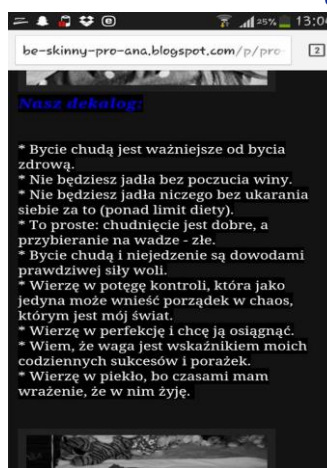 25% 13:04
be-skinny-pro-ana.blogspot.com/p/pro-
2
Nasz dekalog:
* Bycie chudą jest ważniejsze od bycia
zdrową.
* Nie będziesz jadła bez poczucia winy.
* Nie będziesz jadła niczego bez ukarania
siebie za to (ponad limit diety).
* To proste: chudnięcie jest dobre, a
przybieranie na wadze - złe.
* Bycie chudą i niejedzenie są dowodami
prawdziwej siły woli.
* Wierzę w potęgę kontroli, która jako
jedyna może wnieść porządek w chaos,
którym jest mój świat.
* Wierzę w perfekcję i chcę ją osiągnąć.
* Wiem, że waga jest wskaźnikiem moich
codziennych sukcesów i porażek.
* Wierzę w piekło, bo czasami mam
wrażenie, że w nim żyję.